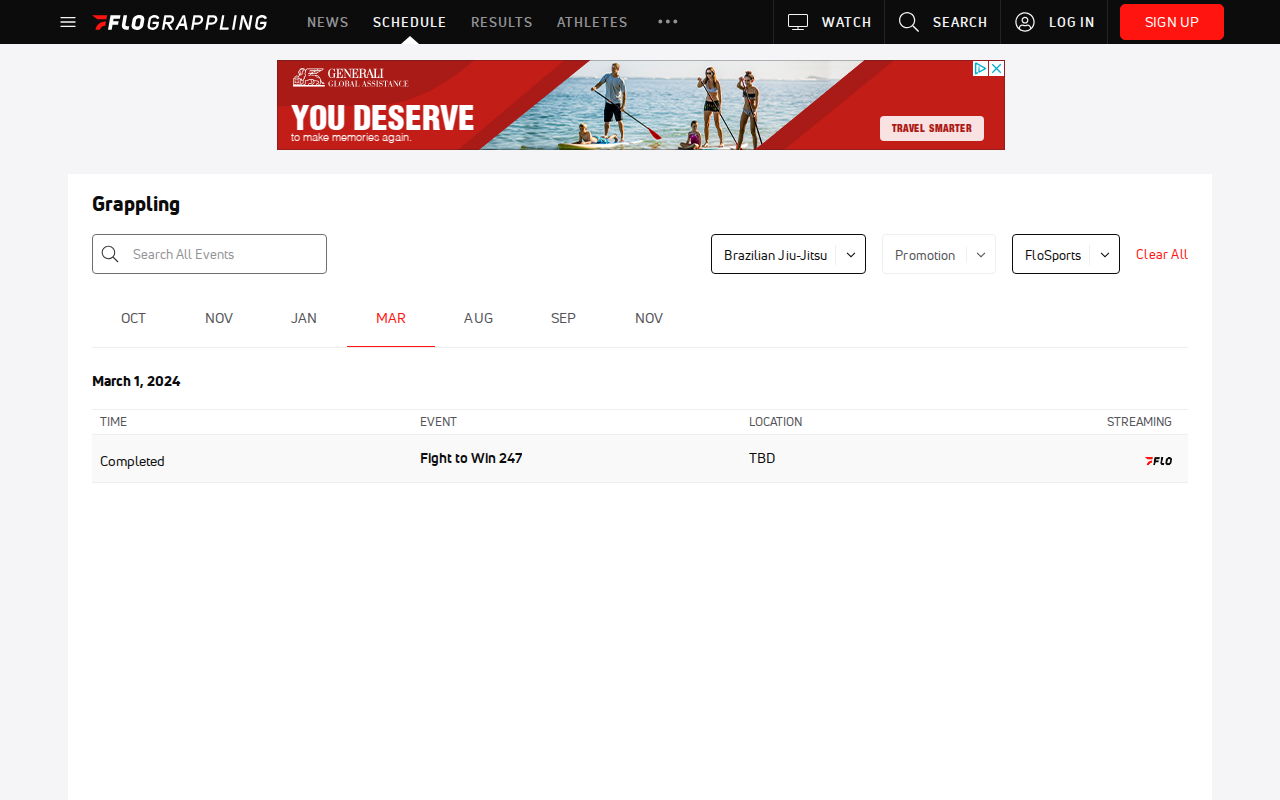 FLOGRAPPLING NEWS SCHEDULE RESULTS ATHLETES WATCH SEARCH LOG IN SIGN UP
GENERALI
GLOBAL ASSISTANCE
YOU DESERVE
to make memories again.
TRAVEL SMARTER
Grappling
Search All Events Brazilian Jiu-Jitsu Promotion FloSports Clear All
OCT NOV JAN MAR AUG SEP NOV
March 1, 2024
TIME EVENT LOCATION STREAMING
Completed Fight to Win 247 TBD FLO